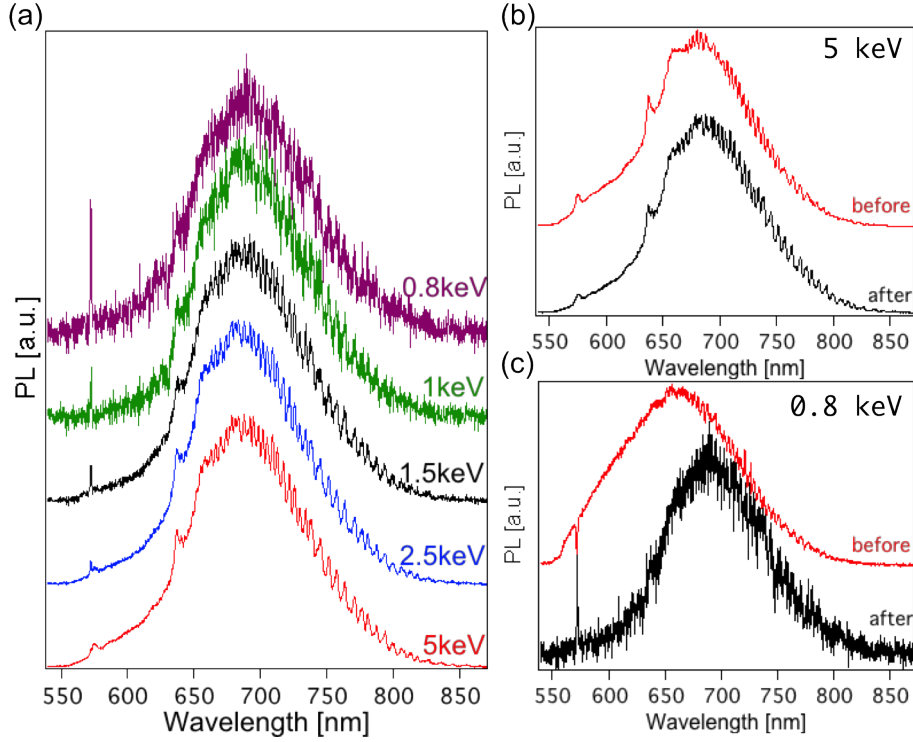 (a)
0.8keV
1keV
1.5keV
2.5keV
5keV
PL [a.u.]
550 600 650 700 750 800 850
Wavelength [nm]
(b)
5 keV
before
after
PL [a.u.]
550 600 650 700 750 800 850
Wavelength [nm]
(c)
0.8 keV
before
after
PL [a.u.]
550 600 650 700 750 800 850
Wavelength [nm]